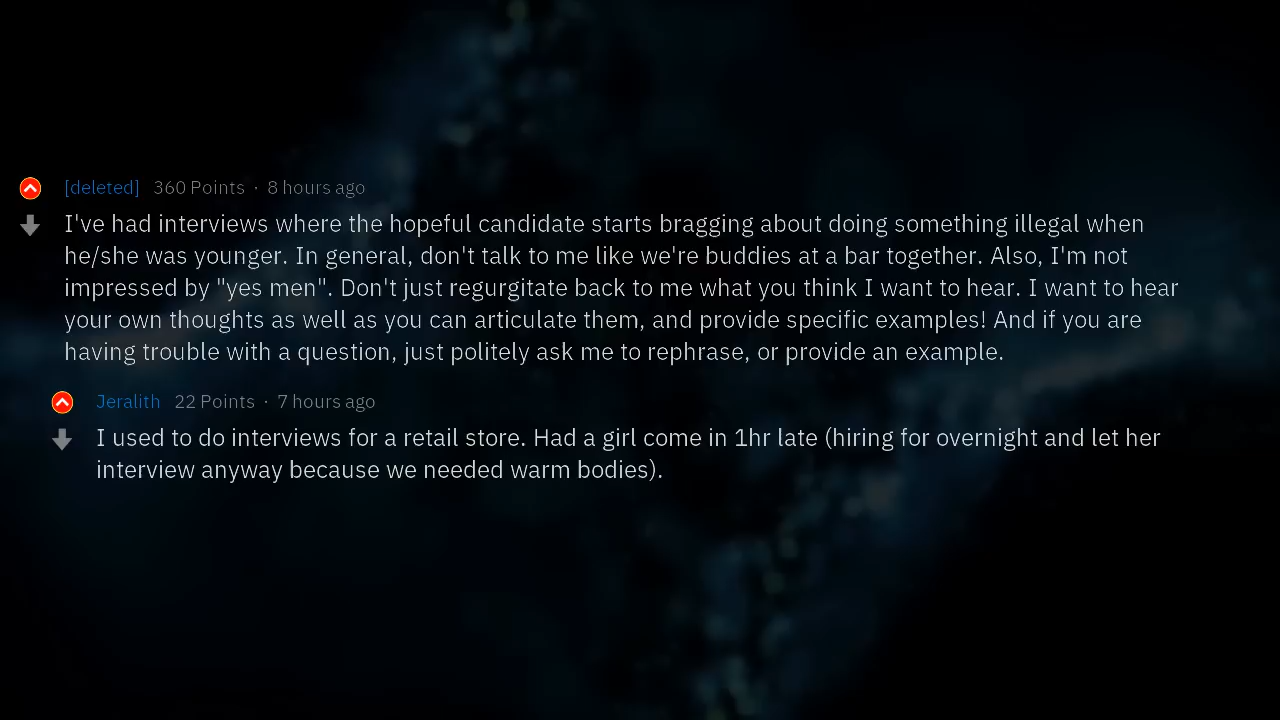 [deleted] 360 Points · 8 hours ago
I've had interviews where the hopeful candidate starts bragging about doing something illegal when
he/she was younger. In general, don't talk to me like we're buddies at a bar together. Also, I'm not
impressed by "yes men". Don't just regurgitate back to me what you think I want to hear. I want to hear
your own thoughts as well as you can articulate them, and provide specific examples! And if you are
having trouble with a question, just politely ask me to rephrase, or provide an example.
Jeralith 22 Points · 7 hours ago
I used to do interviews for a retail store. Had a girl come in 1hr late (hiring for overnight and let her
interview anyway because we needed warm bodies).